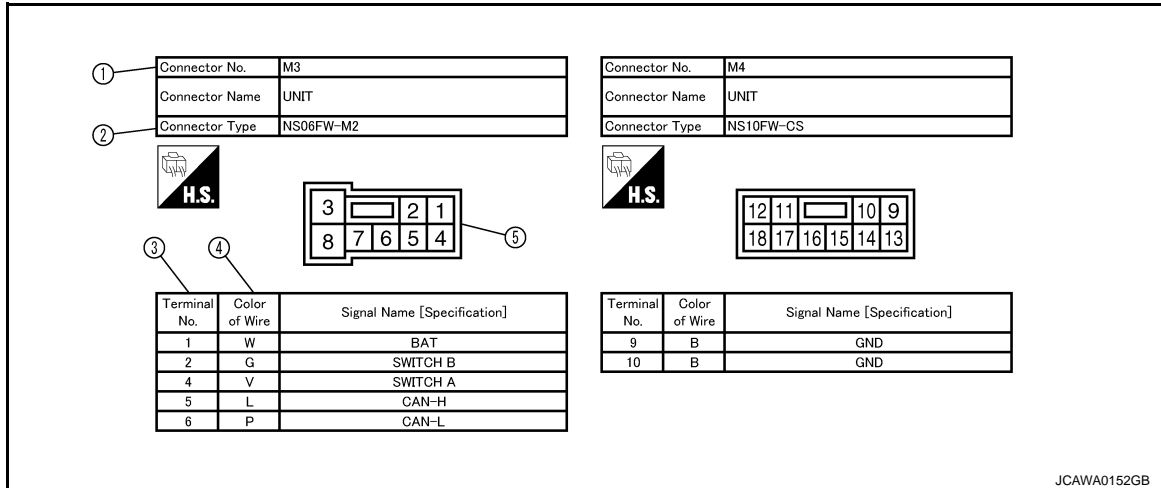 ① Connector No. M3
Connector Name UNIT
② Connector Type NS06FW-M2
H.S.
3 2 1
8 7 6 5 4
⑤
③ ④
Terminal No. Color of Wire Signal Name [Specification]
1 W BAT
2 G SWITCH B
4 V SWITCH A
5 L CAN-H
6 P CAN-L
Connector No. M4
Connector Name UNIT
Connector Type NS10FW-CS
H.S.
12 11 10 9
18 17 16 15 14 13
Terminal No. Color of Wire Signal Name [Specification]
9 B GND
10 B GND
JCAWA0152GB